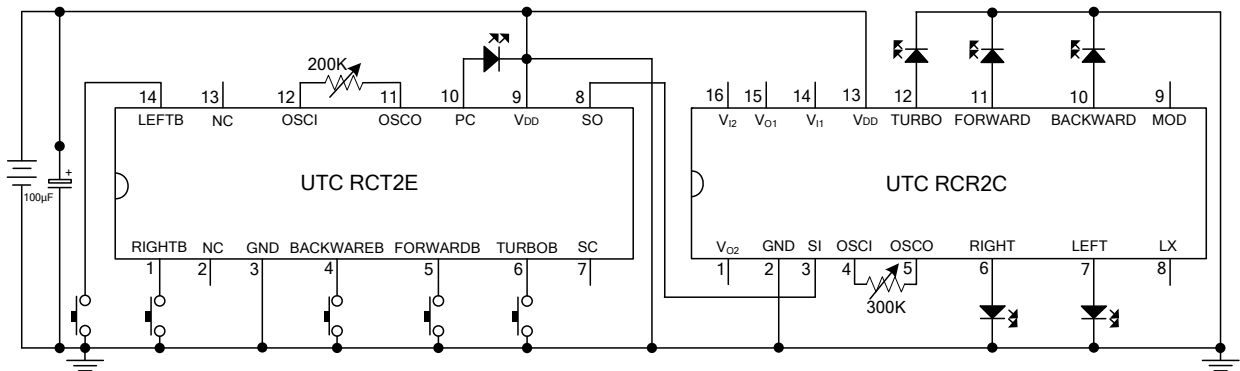 200K
14 13 12 11 10 9 8
LEFTB NC OSCI OSCO PC VDD SO
UTC RCT2E
RIGHTB NC GND BACKWAREB FORWARDB TURBOB SC
1 2 3 4 5 6 7
+
100µF
16 15 14 13 12 11 10 9
VI2 VO1 VI1 VDD TURBO FORWARD BACKWARD MOD
UTC RCR2C
VO2 GND SI OSCI OSCO RIGHT LEFT LX
1 2 3 4 5 6 7 8
300K